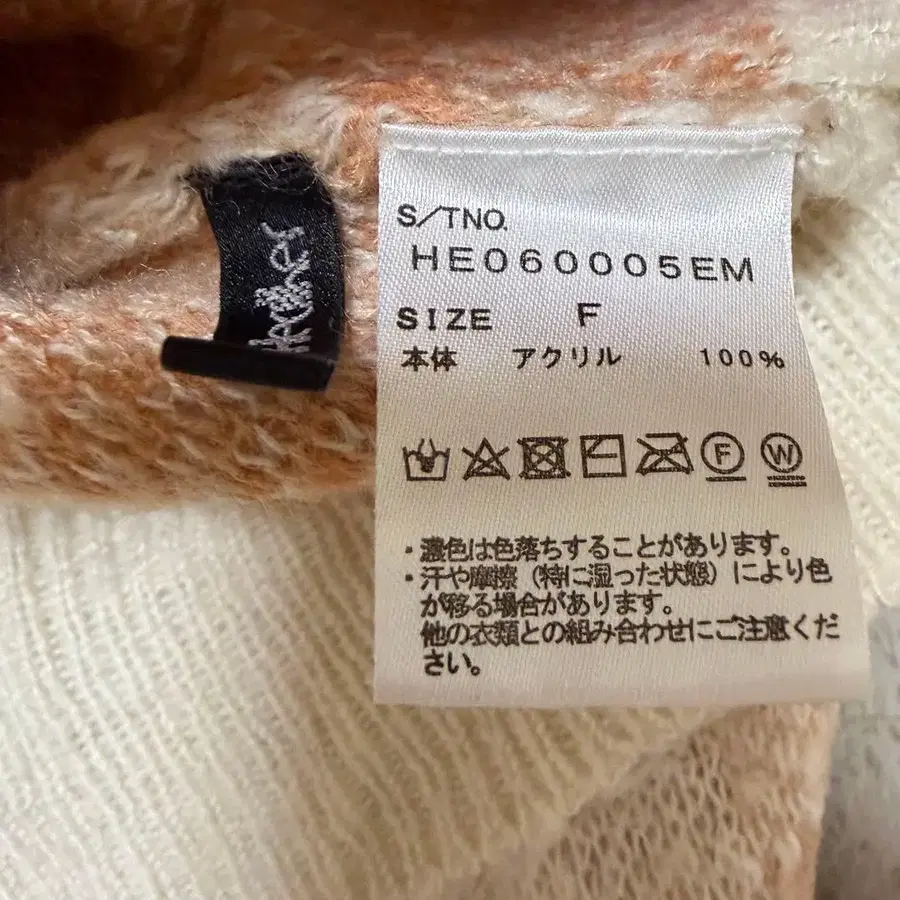 S/TNO.
HE060005EM
SIZE F
本体 アクリル 100%
F W
・濃色は色落ちすることがあります。
・汗や摩擦（特に湿った状態）により色
が移る場合があります。
他の衣類との組み合わせにご注意くだ
さい。